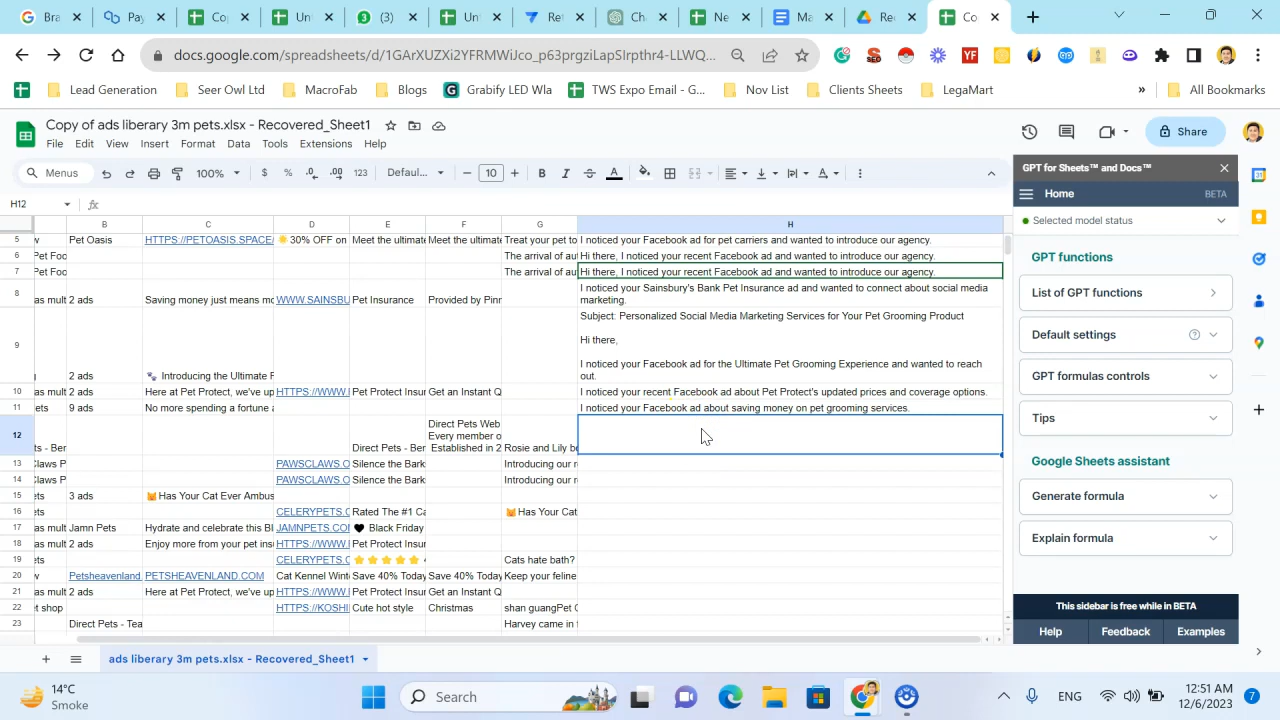 Bro
Co
Un
(3)
Un
Re
Ch
Ne
Ma
Re
Co
docs.google.com/spreadsheets/d/1GArXUZXi2YFRMWiJco_p63prgziLapSIrpthr4-LLWQ...
Lead Generation
Seer Owl Ltd
MacroFab
Blogs
Grabify LED Wla
TWS Expo Email - G...
Nov List
Clients Sheets
LegaMart
»
All Bookmarks
Copy of ads liberary 3m pets.xlsx - Recovered_Sheet1
File Edit View Insert Format Data Tools Extensions Help
Share
Menus
100%
$ % .0 .00 123
Defaul...
10
B I A
H12
fx
B C D E F G H
5 w Pet Oasis HTTPS://PETOASIS.SPACE/ 30% OFF on Meet the ultimate Meet the ultimate Treat your pet to I noticed your Facebook ad for pet carriers and wanted to introduce our agency.
6 Pet Foo The arrival of au Hi there, I noticed your recent Facebook ad and wanted to introduce our agency.
7 Pet Foo The arrival of au Hi there, I noticed your recent Facebook ad and wanted to introduce our agency.
I noticed your Sainsbury's Bank Pet Insurance ad and wanted to connect about social media
8 as mult 2 ads Saving money just means mo WWW.SAINSBU Pet Insurance Provided by Pinn marketing.
Subject: Personalized Social Media Marketing Services for Your Pet Grooming Product
Hi there,
I noticed your Facebook ad for the Ultimate Pet Grooming Experience and wanted to reach
9 g 2 ads 🐾 Introducing the Ultimate F out.
10 as mult 2 ads Here at Pet Protect, we've up HTTPS://WWW.I Pet Protect Insur Get an Instant Q I noticed your recent Facebook ad about Pet Protect's updated prices and coverage options.
11 ets 9 ads No more spending a fortune a I noticed your Facebook ad about saving money on pet grooming services.
Direct Pets Web
12 Every member o
ts - Ber Direct Pets - Ber Established in 2 Rosie and Lily be
13 Claws P PAWSCLAWS.O Silence the Bark Introducing our r
14 Claws P PAWSCLAWS.O Silence the Bark Introducing our r
15 ets 3 ads Has Your Cat Ever Ambus
16 CELERYPETS.C Rated The #1 Ca Has Your Cat
17 as mult Jamn Pets Hydrate and celebrate this Bl JAMNPETS.COM Black Friday
18 as mult 2 ads Enjoy more from your pet ins HTTPS://WWW.I Pet Protect Insur
19 CELERYPETS.C Cats hate bath?
20 w Petsheavenland. PETSHEAVENLAND.COM Cat Kennel Wint Save 40% Today Save 40% Today Keep your feline
21 as mult 2 ads Here at Pet Protect, we've up HTTPS://WWW.I Pet Protect Insur Get an Instant Q
22 et shop HTTPS://KOSHI Cute hot style Christmas shan guangPet C
23 Direct Pets - Tea Harvey came in f
ads liberary 3m pets.xlsx - Recovered_Sheet1
GPT for Sheets™ and Docs™
Home
BETA
Selected model status
GPT functions
List of GPT functions
Default settings
GPT formulas controls
Tips
Google Sheets assistant
Generate formula
Explain formula
This sidebar is free while in BETA
Help Feedback Examples
14°C
Smoke
Search
ENG
12:51 AM
12/6/2023
7